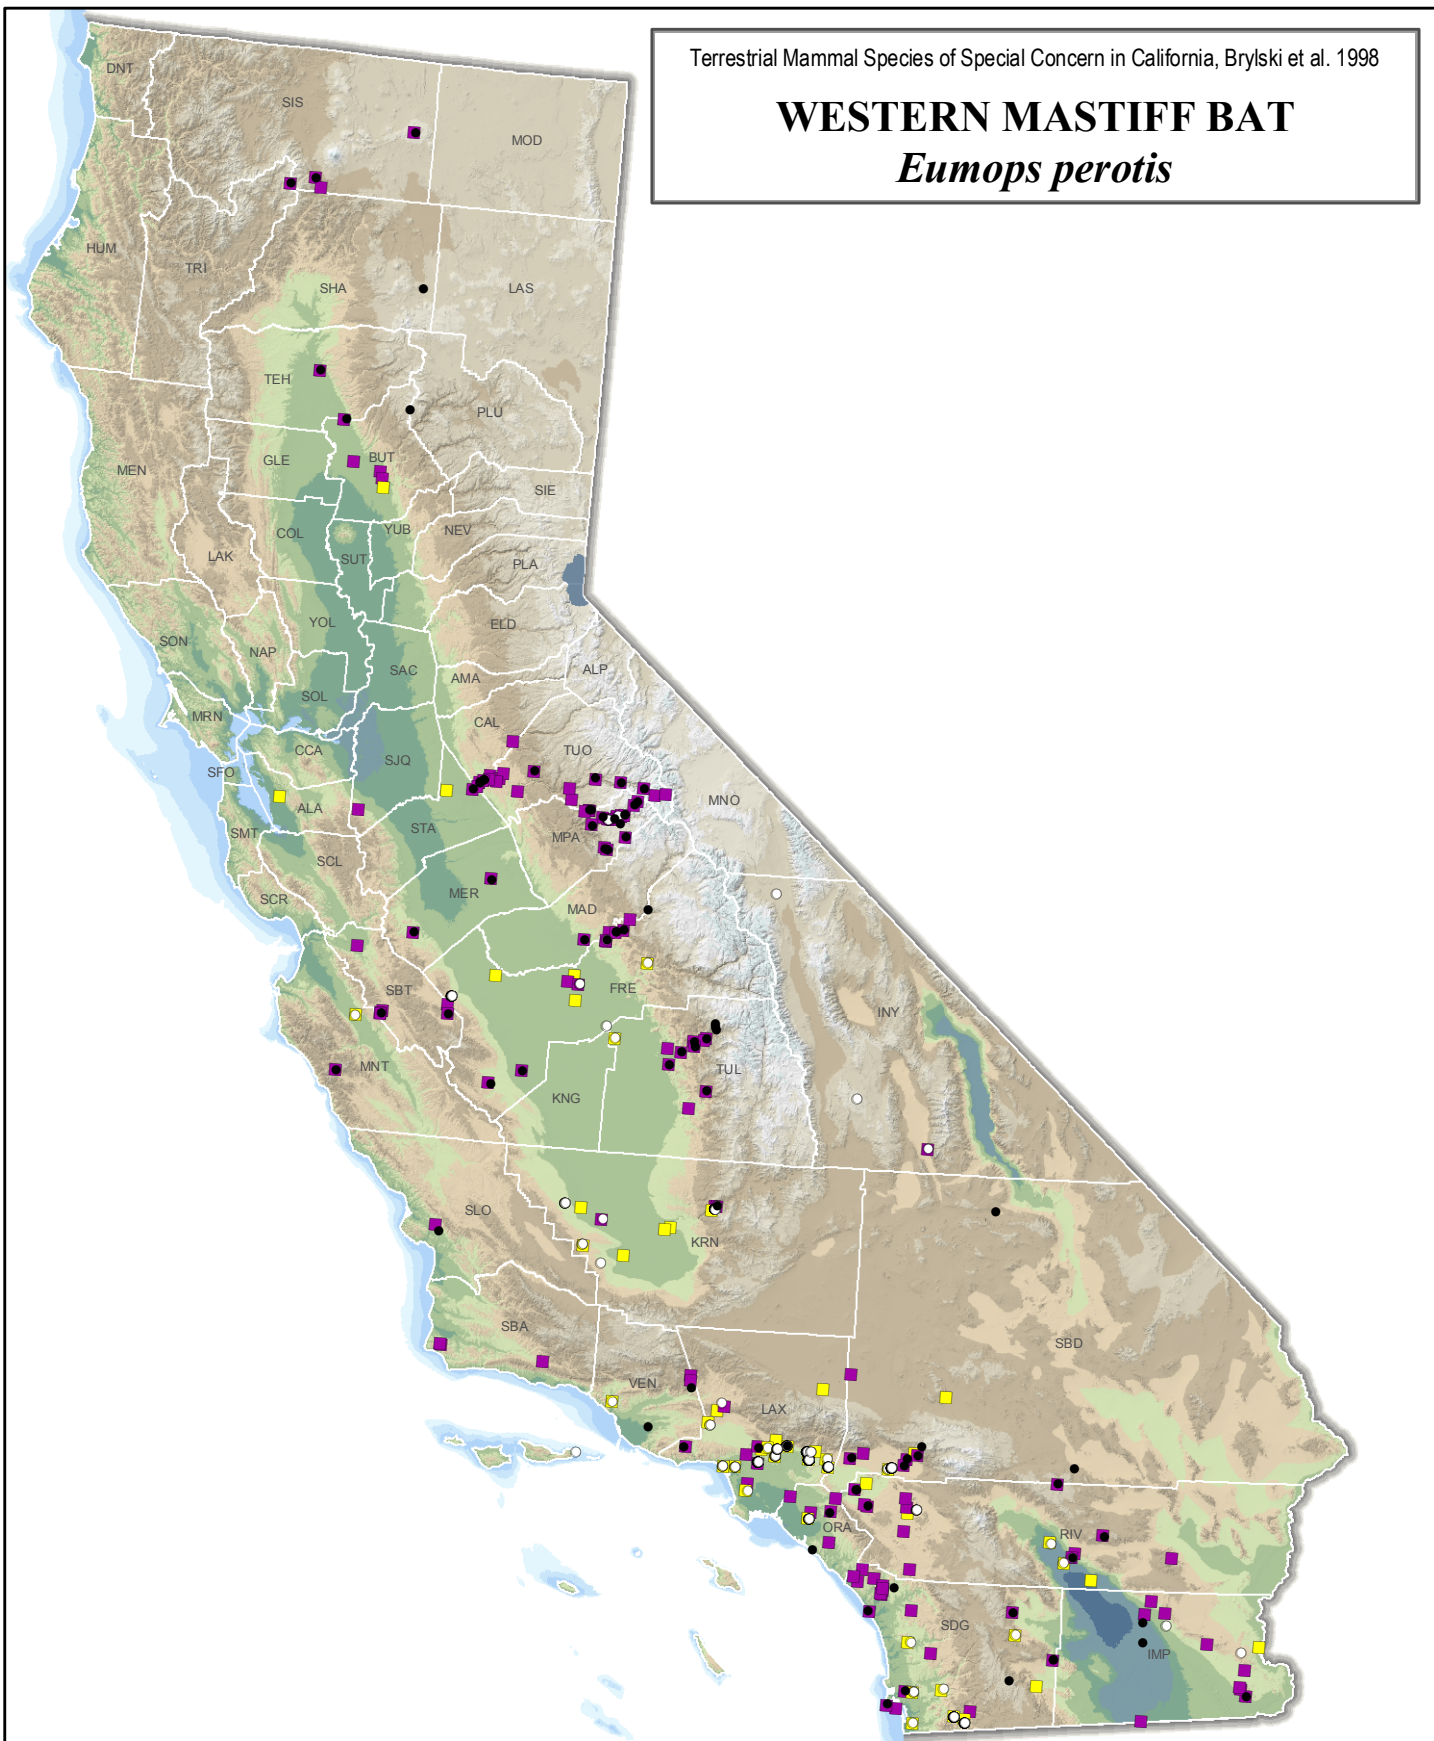 Terrestrial Mammal Species of Special Concern in California, Brylski et al. 1998
WESTERN MASTIFF BAT
Eumops perotis
DNT
SIS
MOD
HUM
TRI
SHA
LAS
TEH
PLU
MEN
GLE
BUT
SIE
COL
YUB
NEV
LAK
SUT
PLA
YOL
ELD
SON
NAP
SAC
AMA
ALP
SOL
MRN
CAL
CCA
TUO
SFO
SJQ
ALA
MNO
SMT
STA
MPA
SCL
SCR
MER
MAD
SBT
FRE
INY
MNT
TUL
KNG
SLO
KRN
SBA
SBD
VEN
LAX
ORA
RIV
SDG
IMP